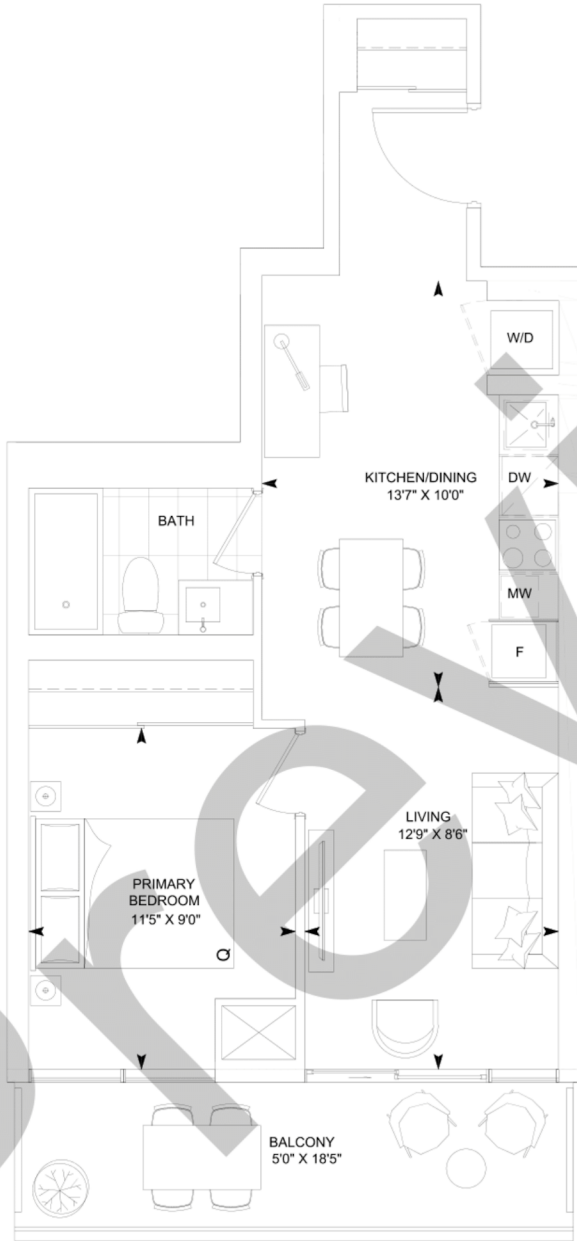 W/D
KITCHEN/DINING
13'7" X 10'0"
DW
BATH
MW
F
LIVING
12'9" X 8'6"
PRIMARY
BEDROOM
11'5" X 9'0"
Q
BALCONY
5'0" X 18'5"